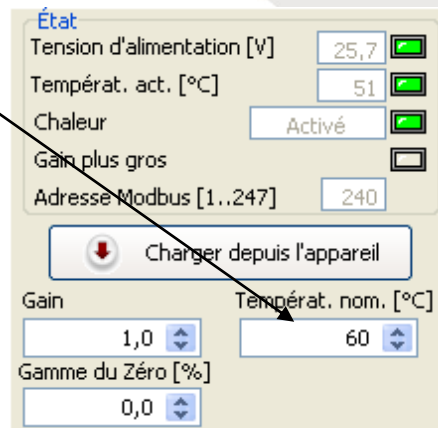 État
Tension d'alimentation [V] 25,7
Températ. act. [°C] 51
Chaleur Activé
Gain plus gros
Adresse Modbus [1..247] 240
Charger depuis l'appareil
Gain Températ. nom. [°C]
1,0 60
Gamme du Zéro [%]
0,0